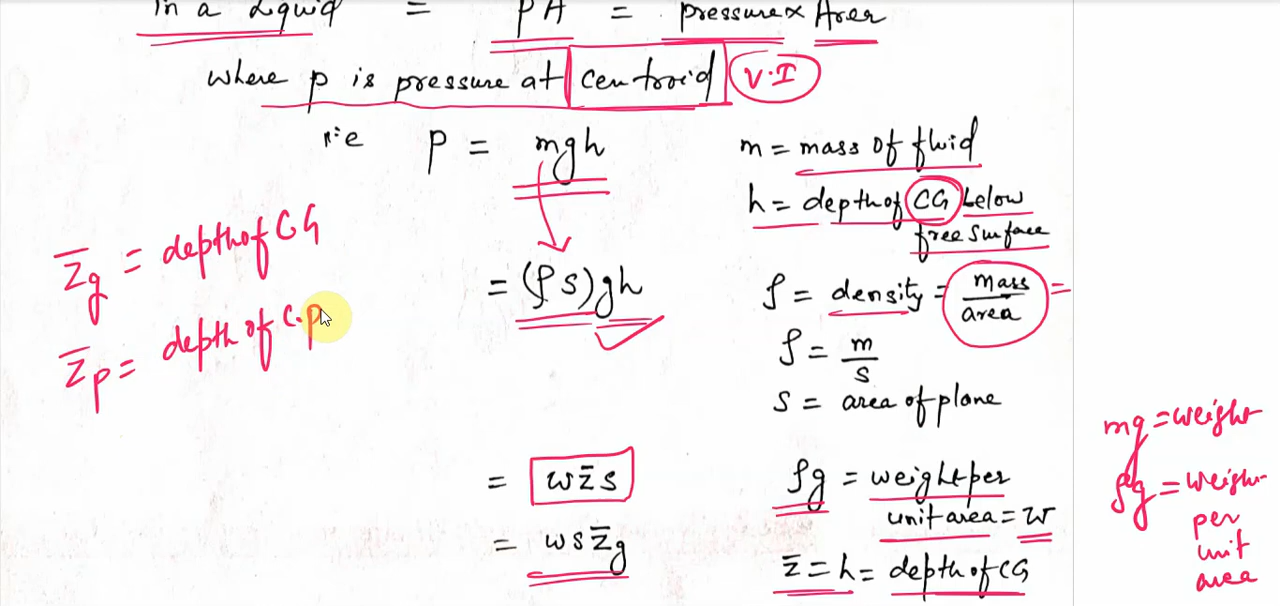 in a Liquid = PA = pressure x Area
where p is pressure at centroid V.I
i.e P = mgh
m = mass of fluid
h = depth of CG below
free surface
z̄g = depth of CG
= (ρs)gh
ρ = density = mass/area =
z̄p = depth of C.P
ρ = m/s
s = area of plane
mg = weight
= wz̄s
ρg = weight per
unit area = w
ρg = weight
per
unit
area
= wsz̄g
z̄ = h = depth of CG